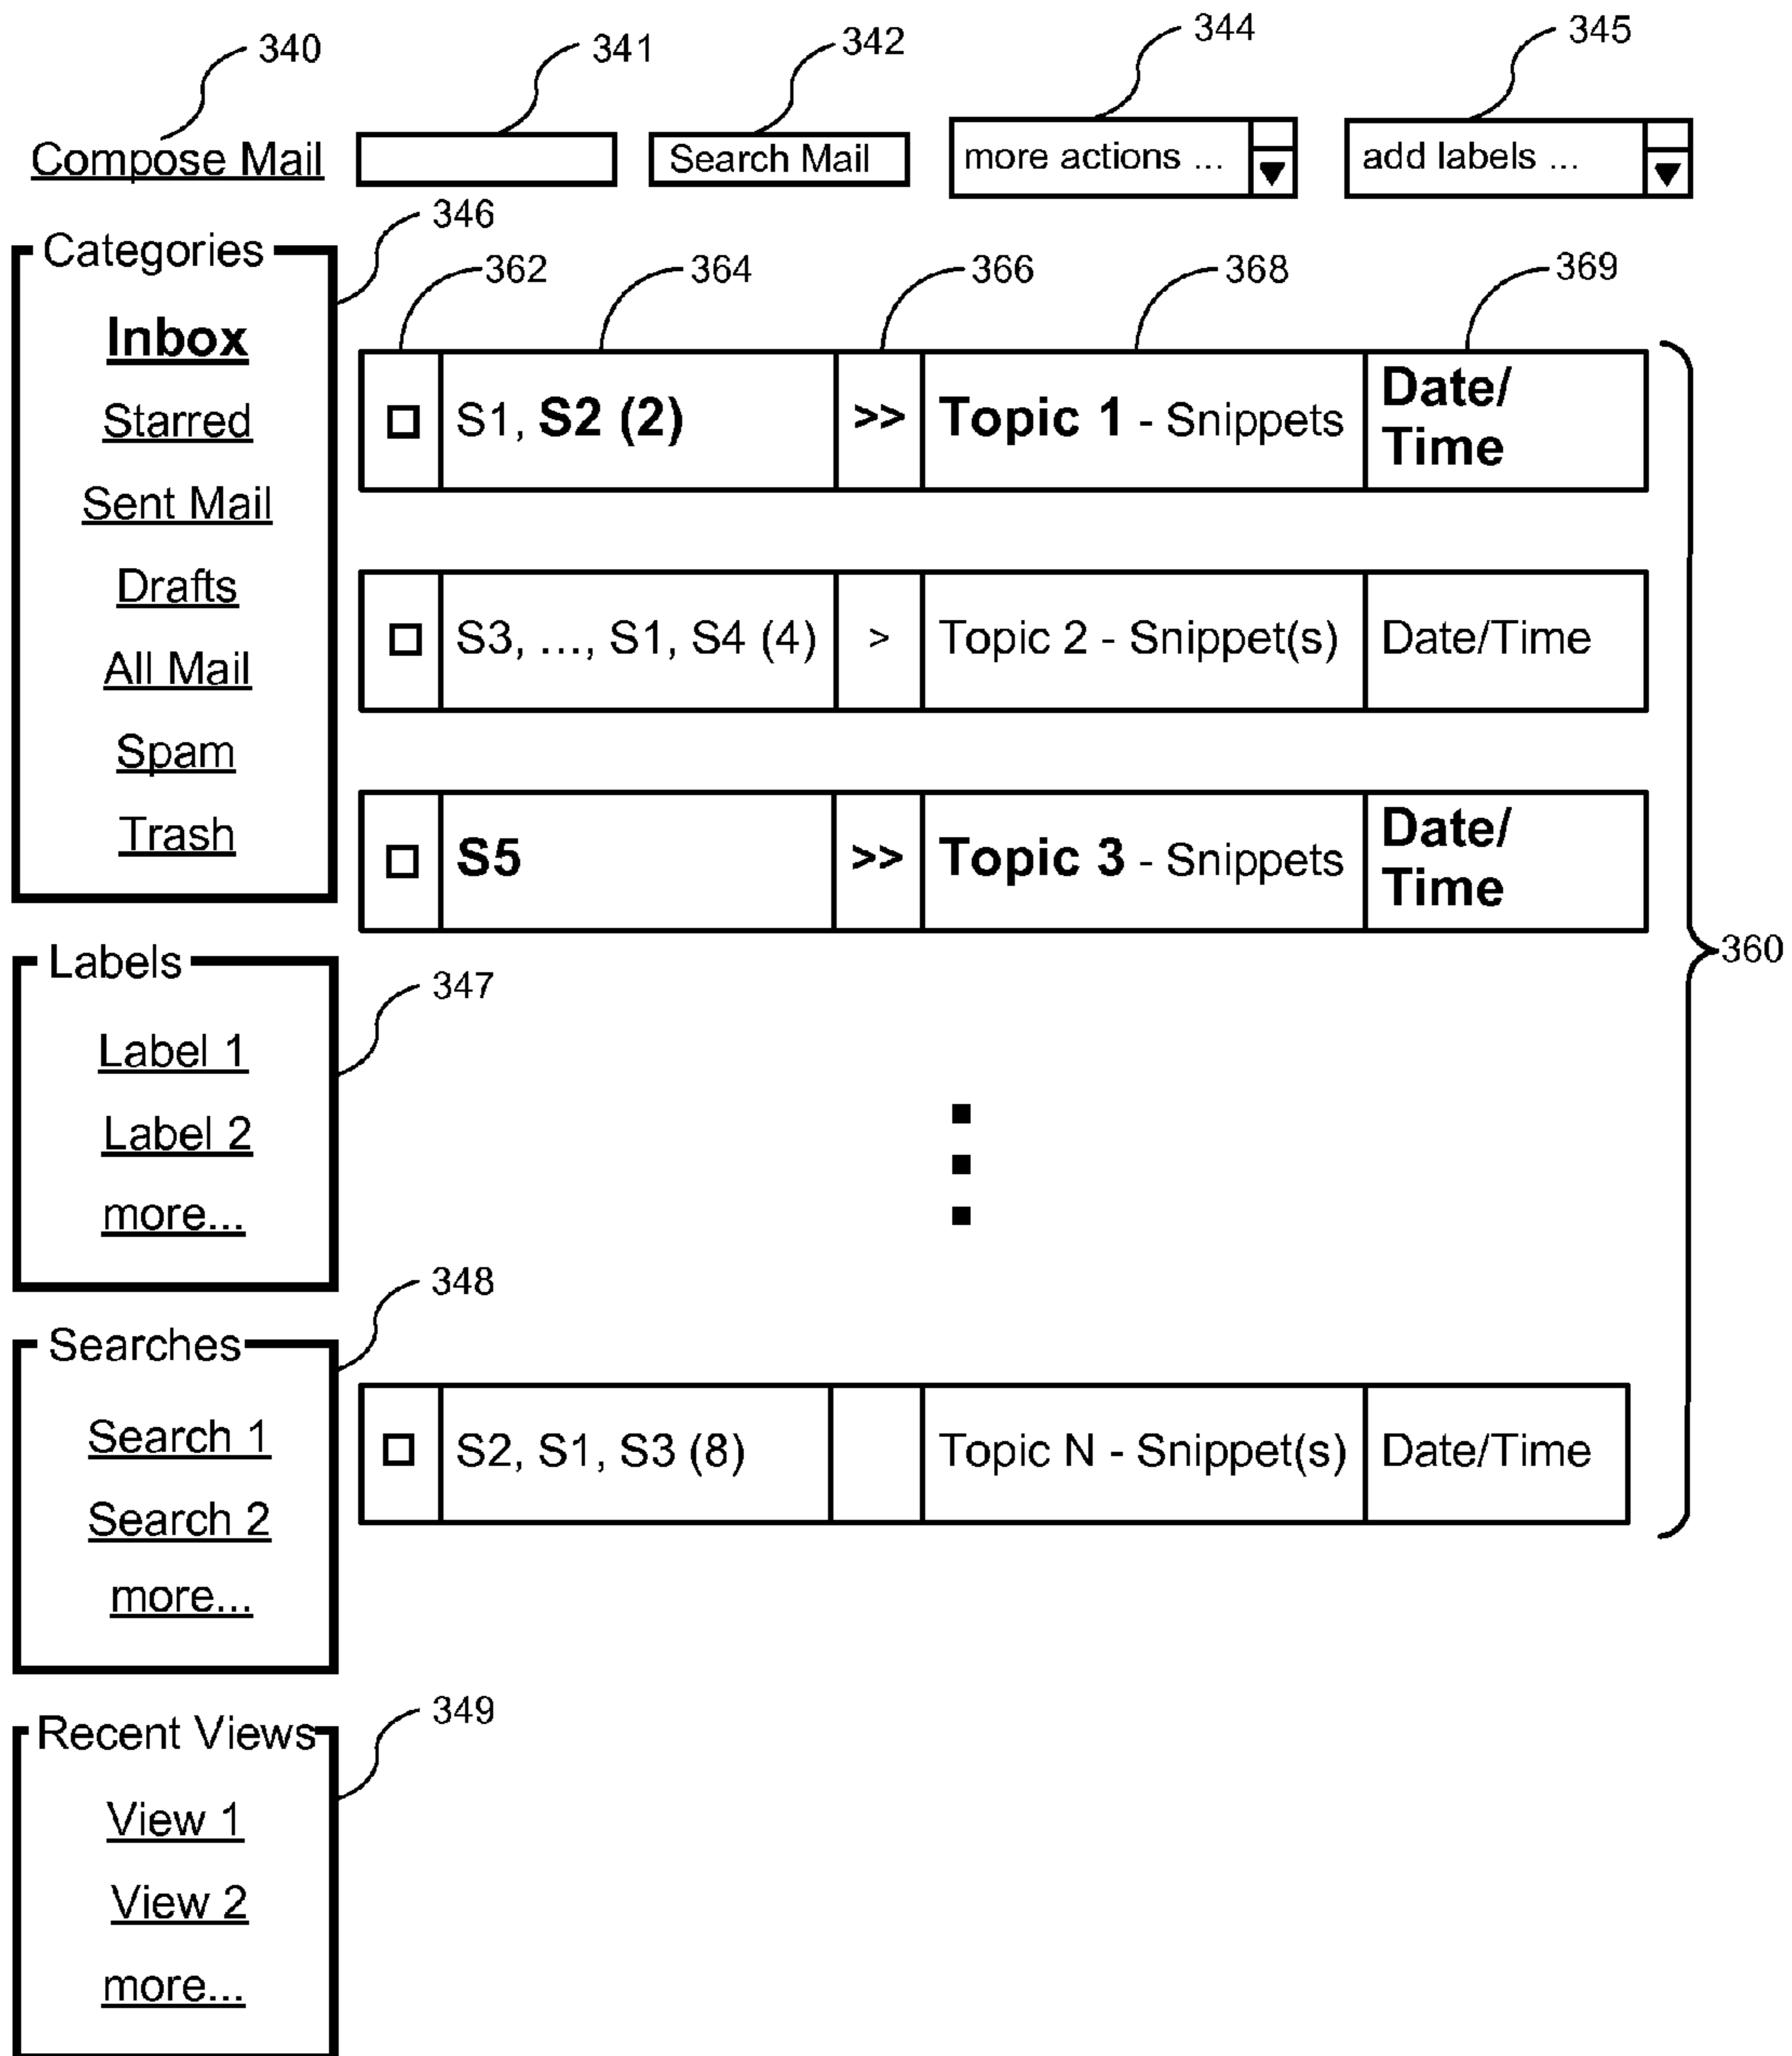 340
341
342
344
345
Compose Mail
Search Mail
more actions ...
add labels ...
346
Categories
Inbox
Starred
Sent Mail
Drafts
All Mail
Spam
Trash
362
364
366
368
369
S1, S2 (2) >> Topic 1 - Snippets Date/
Time
S3, ..., S1, S4 (4) > Topic 2 - Snippet(s) Date/Time
S5 >> Topic 3 - Snippets Date/
Time
360
Labels
347
Label 1
Label 2
more...
348
Searches
Search 1
Search 2
more...
S2, S1, S3 (8) Topic N - Snippet(s) Date/Time
349
Recent Views
View 1
View 2
more...